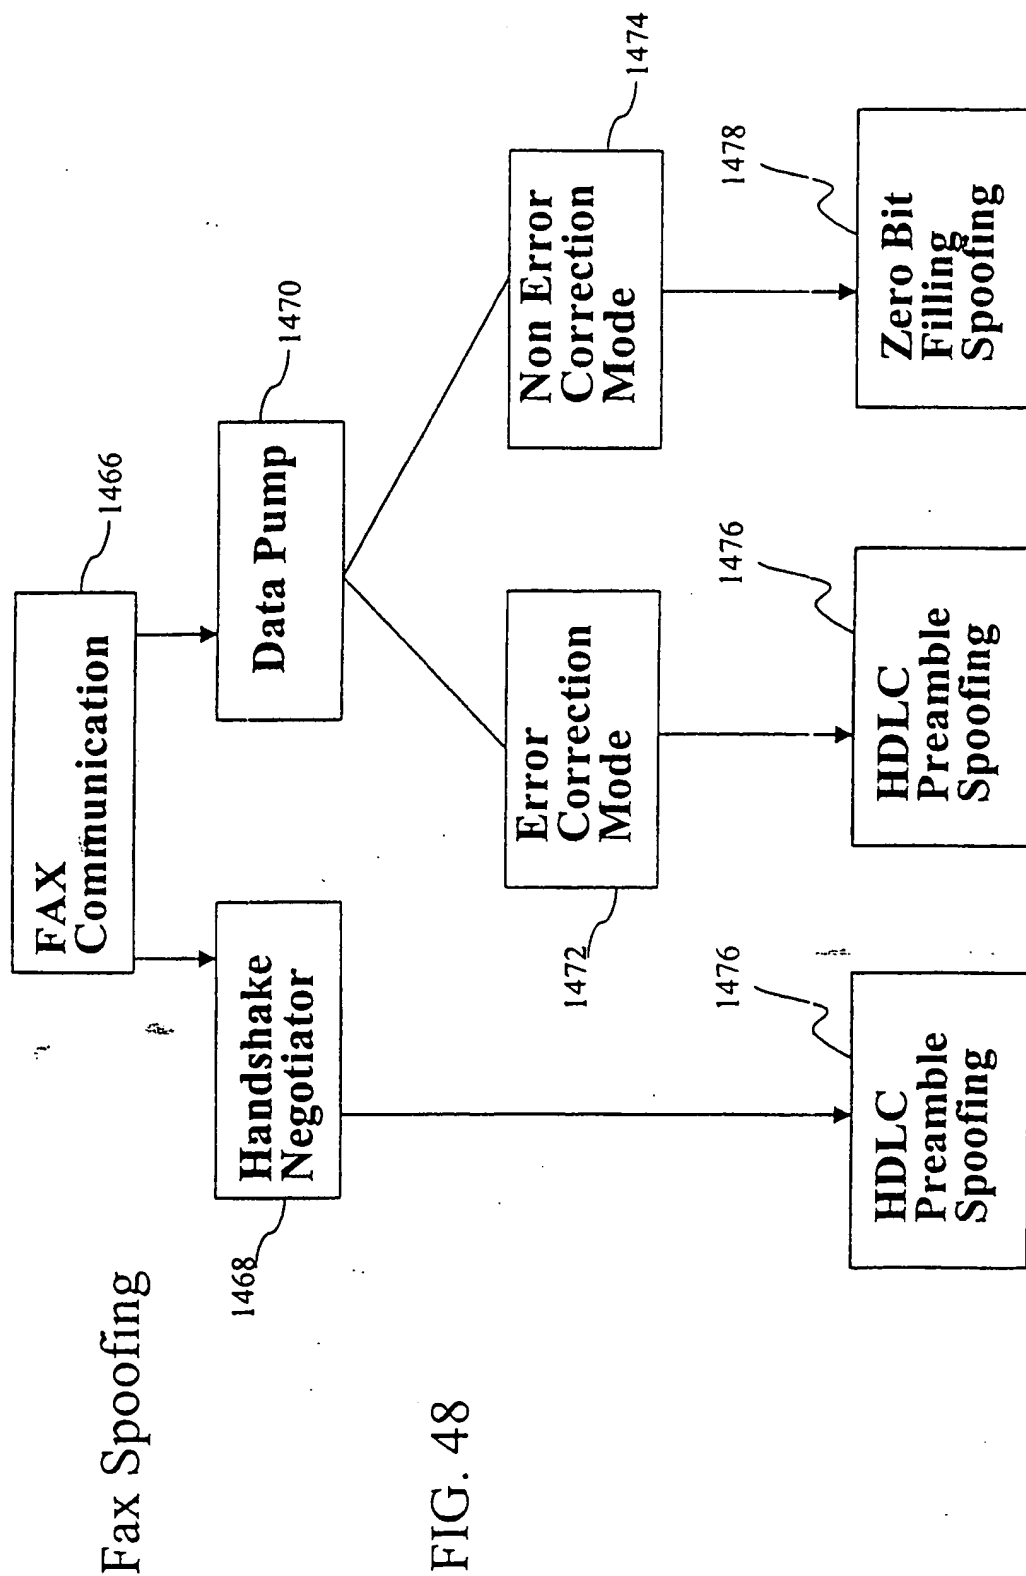 Fax Spoofing
FAX
Communication
1466
Handshake
Negotiator
1468
Data Pump
1470
Error
Correction
Mode
1472
Non Error
Correction
Mode
1474
HDLC
Preamble
Spoofing
1476
HDLC
Preamble
Spoofing
1476
Zero Bit
Filling
Spoofing
1478
FIG. 48